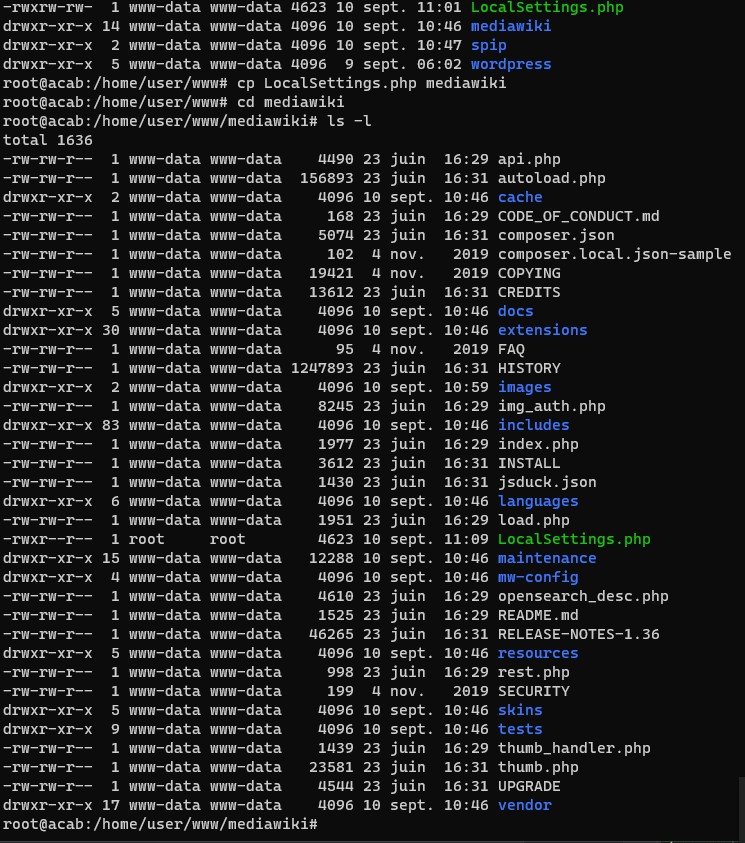 -rwxrw-rw-  1 www-data www-data 4623 10 sept. 11:01 LocalSettings.php
drwxr-xr-x 14 www-data www-data 4096 10 sept. 10:46 mediawiki
drwxr-xr-x  2 www-data www-data 4096 10 sept. 10:47 spip
drwxr-xr-x  5 www-data www-data 4096  9 sept. 06:02 wordpress
root@acab:/home/user/www# cp LocalSettings.php mediawiki
root@acab:/home/user/www# cd mediawiki
root@acab:/home/user/www/mediawiki# ls -l
total 1636
-rw-rw-r--  1 www-data www-data    4490 23 juin  16:29 api.php
-rw-rw-r--  1 www-data www-data  156893 23 juin  16:31 autoload.php
drwxr-xr-x  2 www-data www-data    4096 10 sept. 10:46 cache
-rw-rw-r--  1 www-data www-data     168 23 juin  16:29 CODE_OF_CONDUCT.md
-rw-rw-r--  1 www-data www-data    5074 23 juin  16:31 composer.json
-rw-rw-r--  1 www-data www-data     102  4 nov.   2019 composer.local.json-sample
-rw-rw-r--  1 www-data www-data   19421  4 nov.   2019 COPYING
-rw-rw-r--  1 www-data www-data   13612 23 juin  16:31 CREDITS
drwxr-xr-x  5 www-data www-data    4096 10 sept. 10:46 docs
drwxr-xr-x 30 www-data www-data    4096 10 sept. 10:46 extensions
-rw-rw-r--  1 www-data www-data      95  4 nov.   2019 FAQ
-rw-rw-r--  1 www-data www-data 1247893 23 juin  16:31 HISTORY
drwxr-xr-x  2 www-data www-data    4096 10 sept. 10:59 images
-rw-rw-r--  1 www-data www-data    8245 23 juin  16:29 img_auth.php
drwxr-xr-x 83 www-data www-data    4096 10 sept. 10:46 includes
-rw-rw-r--  1 www-data www-data    1977 23 juin  16:29 index.php
-rw-rw-r--  1 www-data www-data    3612 23 juin  16:31 INSTALL
-rw-rw-r--  1 www-data www-data    1430 23 juin  16:31 jsduck.json
drwxr-xr-x  6 www-data www-data    4096 10 sept. 10:46 languages
-rw-rw-r--  1 www-data www-data    1951 23 juin  16:29 load.php
-rwxr--r--  1 root     root        4623 10 sept. 11:09 LocalSettings.php
drwxr-xr-x 15 www-data www-data   12288 10 sept. 10:46 maintenance
drwxr-xr-x  4 www-data www-data    4096 10 sept. 10:46 mw-config
-rw-rw-r--  1 www-data www-data    4610 23 juin  16:29 opensearch_desc.php
-rw-rw-r--  1 www-data www-data    1525 23 juin  16:29 README.md
-rw-rw-r--  1 www-data www-data   46265 23 juin  16:31 RELEASE-NOTES-1.36
drwxr-xr-x  5 www-data www-data    4096 10 sept. 10:46 resources
-rw-rw-r--  1 www-data www-data     998 23 juin  16:29 rest.php
-rw-rw-r--  1 www-data www-data     199  4 nov.   2019 SECURITY
drwxr-xr-x  5 www-data www-data    4096 10 sept. 10:46 skins
drwxr-xr-x  9 www-data www-data    4096 10 sept. 10:46 tests
-rw-rw-r--  1 www-data www-data    1439 23 juin  16:29 thumb_handler.php
-rw-rw-r--  1 www-data www-data   23581 23 juin  16:31 thumb.php
-rw-rw-r--  1 www-data www-data    4544 23 juin  16:31 UPGRADE
drwxr-xr-x 17 www-data www-data    4096 10 sept. 10:46 vendor
root@acab:/home/user/www/mediawiki#